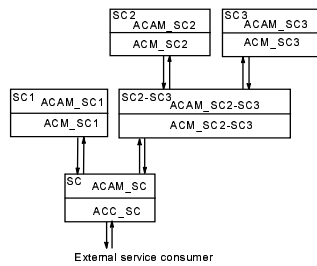 SC2
ACAM_SC2
ACM_SC2
SC3
ACAM_SC3
ACM_SC3
SC1
ACAM_SC1
ACM_SC1
SC2-SC3
ACAM_SC2-SC3
ACM_SC2-SC3
SC
ACAM_SC
ACC_SC
External service consumer